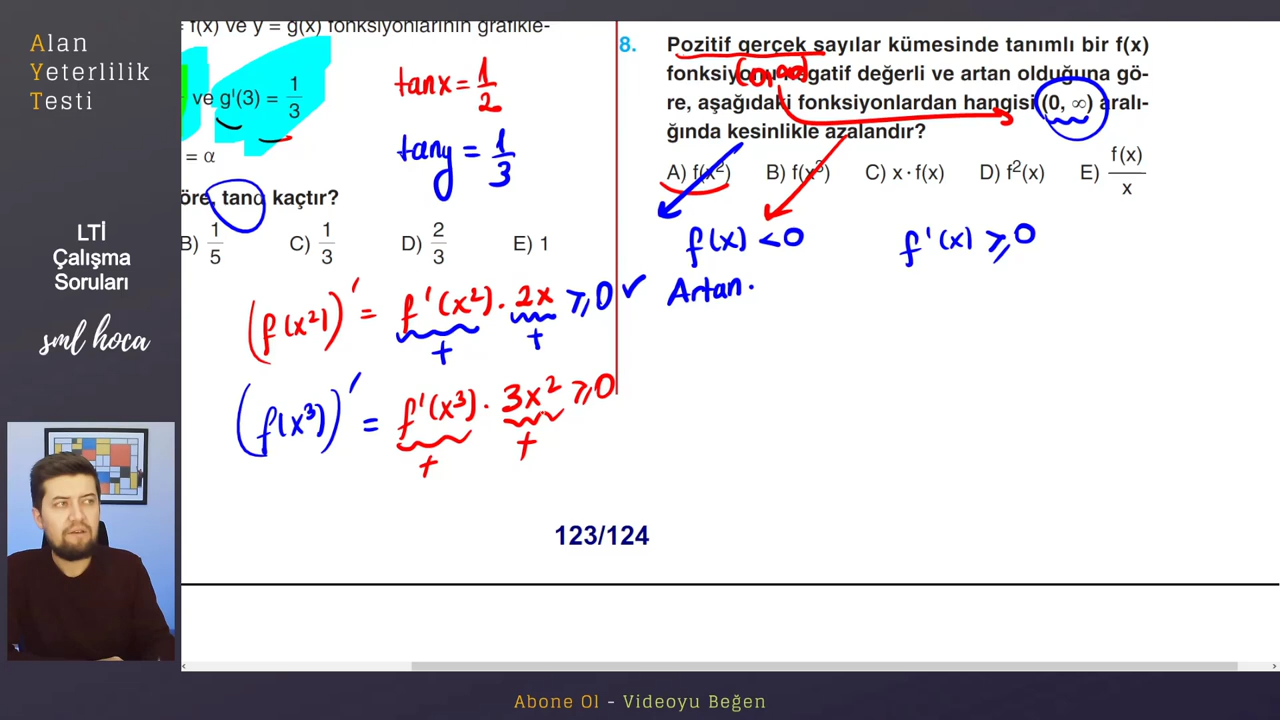 Alan
Yeterlilik
Testi
LTİ
Çalışma
Soruları
sml hoca
f(x) ve y = g(x) fonksiyonlarının grafikle-
ve g'(3) = 1/3
= α
öre, tanα kaçtır?
B) 1/5 C) 1/3 D) 2/3 E) 1
tanx = 1/2
tany = 1/3
(f(x²))' = f'(x²) · 2x ⩾ 0 ✓
+ +
(f(x³))' = f'(x³) · 3x² ⩾ 0
+ +
8. Pozitif gerçek sayılar kümesinde tanımlı bir f(x)
fonksiyonu negatif değerli ve artan olduğuna gö-
re, aşağıdaki fonksiyonlardan hangisi (0, ∞) aralı-
ğında kesinlikle azalandır?
A) f(x²) B) f(x³) C) x · f(x) D) f²(x) E) f(x)/x
(0, ∞)
f(x) < 0 f'(x) ⩾ 0
Artan.
123/124
Abone Ol - Videoyu Beğen